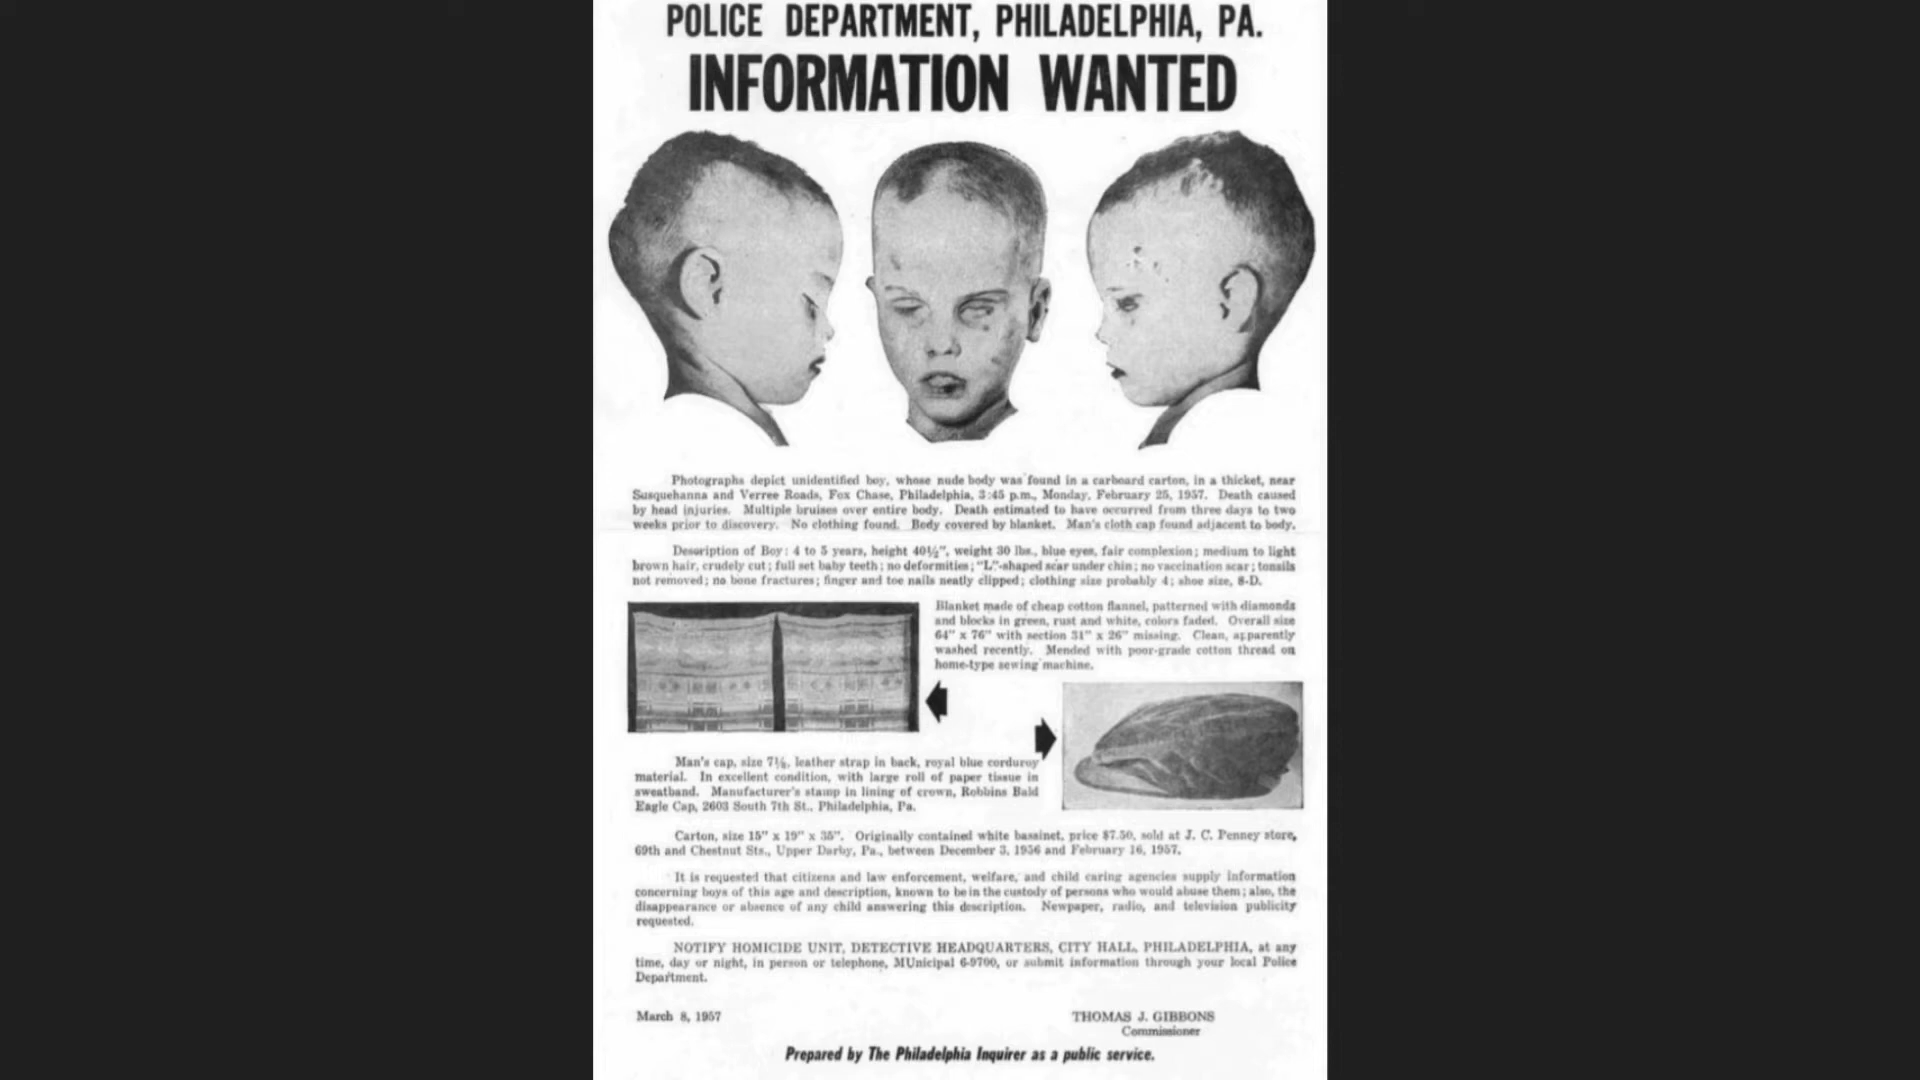 POLICE DEPARTMENT, PHILADELPHIA, PA.
INFORMATION WANTED
Photographs depict unidentified boy, whose nude body was found in a carboard carton, in a thicket, near
Susquehanna and Verree Roads, Fox Chase, Philadelphia, 3:45 p.m., Monday, February 25, 1957. Death caused
by head injuries. Multiple bruises over entire body. Death estimated to have occurred from three days to two
weeks prior to discovery. No clothing found. Body covered by blanket. Man's cloth cap found adjacent to body.
Description of Boy: 4 to 5 years, height 40½", weight 30 lbs., blue eyes, fair complexion; medium to light
brown hair, crudely cut; full set baby teeth; no deformities; "L"-shaped scar under chin; no vaccination scar; tonsils
not removed; no bone fractures; finger and toe nails neatly clipped; clothing size probably 4; shoe size, 8-D.
Blanket made of cheap cotton flannel, patterned with diamonds
and blocks in green, rust and white, colors faded. Overall size
64" x 76" with section 31" x 26" missing. Clean, apparently
washed recently. Mended with poor-grade cotton thread on
home-type sewing machine.
Man's cap, size 7⅛, leather strap in back, royal blue corduroy
material. In excellent condition, with large roll of paper tissue in
sweatband. Manufacturer's stamp in lining of crown, Robbins Bald
Eagle Cap, 2603 South 7th St., Philadelphia, Pa.
Carton, size 15" x 19" x 35". Originally contained white bassinet, price $7.50, sold at J. C. Penney store,
69th and Chestnut Sts., Upper Darby, Pa., between December 3, 1956 and February 16, 1957.
It is requested that citizens and law enforcement, welfare, and child caring agencies supply information
concerning boys of this age and description, known to be in the custody of persons who would abuse them; also, the
disappearance or absence of any child answering this description. Newpaper, radio, and television publicity
requested.
NOTIFY HOMICIDE UNIT, DETECTIVE HEADQUARTERS, CITY HALL, PHILADELPHIA, at any
time, day or night, in person or telephone, MUnicipal 6-9700, or submit information through your local Police
Department.
March 8, 1957
THOMAS J. GIBBONS
Commissioner
Prepared by The Philadelphia Inquirer as a public service.